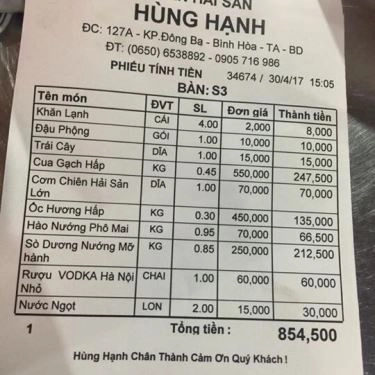 HÙNG HẠNH
ĐC: 127A - KP.Đông Bạ - Bình Hòa - TA - BD
ĐT: (0650) 6538892 - 0905 716 986
PHIẾU TÍNH TIỀN 34674 / 30/4/17 15:05
BÀN: S3
Tên món ĐVT SL Đơn giá Thành tiền
Khăn Lạnh CÁI 4.00 2,000 8,000
Đậu Phộng GÓI 1.00 10,000 10,000
Trái Cây DĨA 1.00 15,000 15,000
Cua Gạch Hấp KG 0.45 550,000 247,500
Cơm Chiên Hải Sản DĨA 1.00 70,000 70,000
Lớn
Ốc Hương Hấp KG 0.30 450,000 135,000
Hào Nướng Phô Mai KG 0.95 70,000 66,500
Sò Dương Nướng Mỡ KG 0.85 250,000 212,500
hành
Rượu VODKA Hà Nội CHAI 1.00 60,000 60,000
Nhỏ
Nước Ngọt LON 2.00 15,000 30,000
1 Tổng tiền : 854,500
Hùng Hạnh Chân Thành Cảm Ơn Quý Khách !